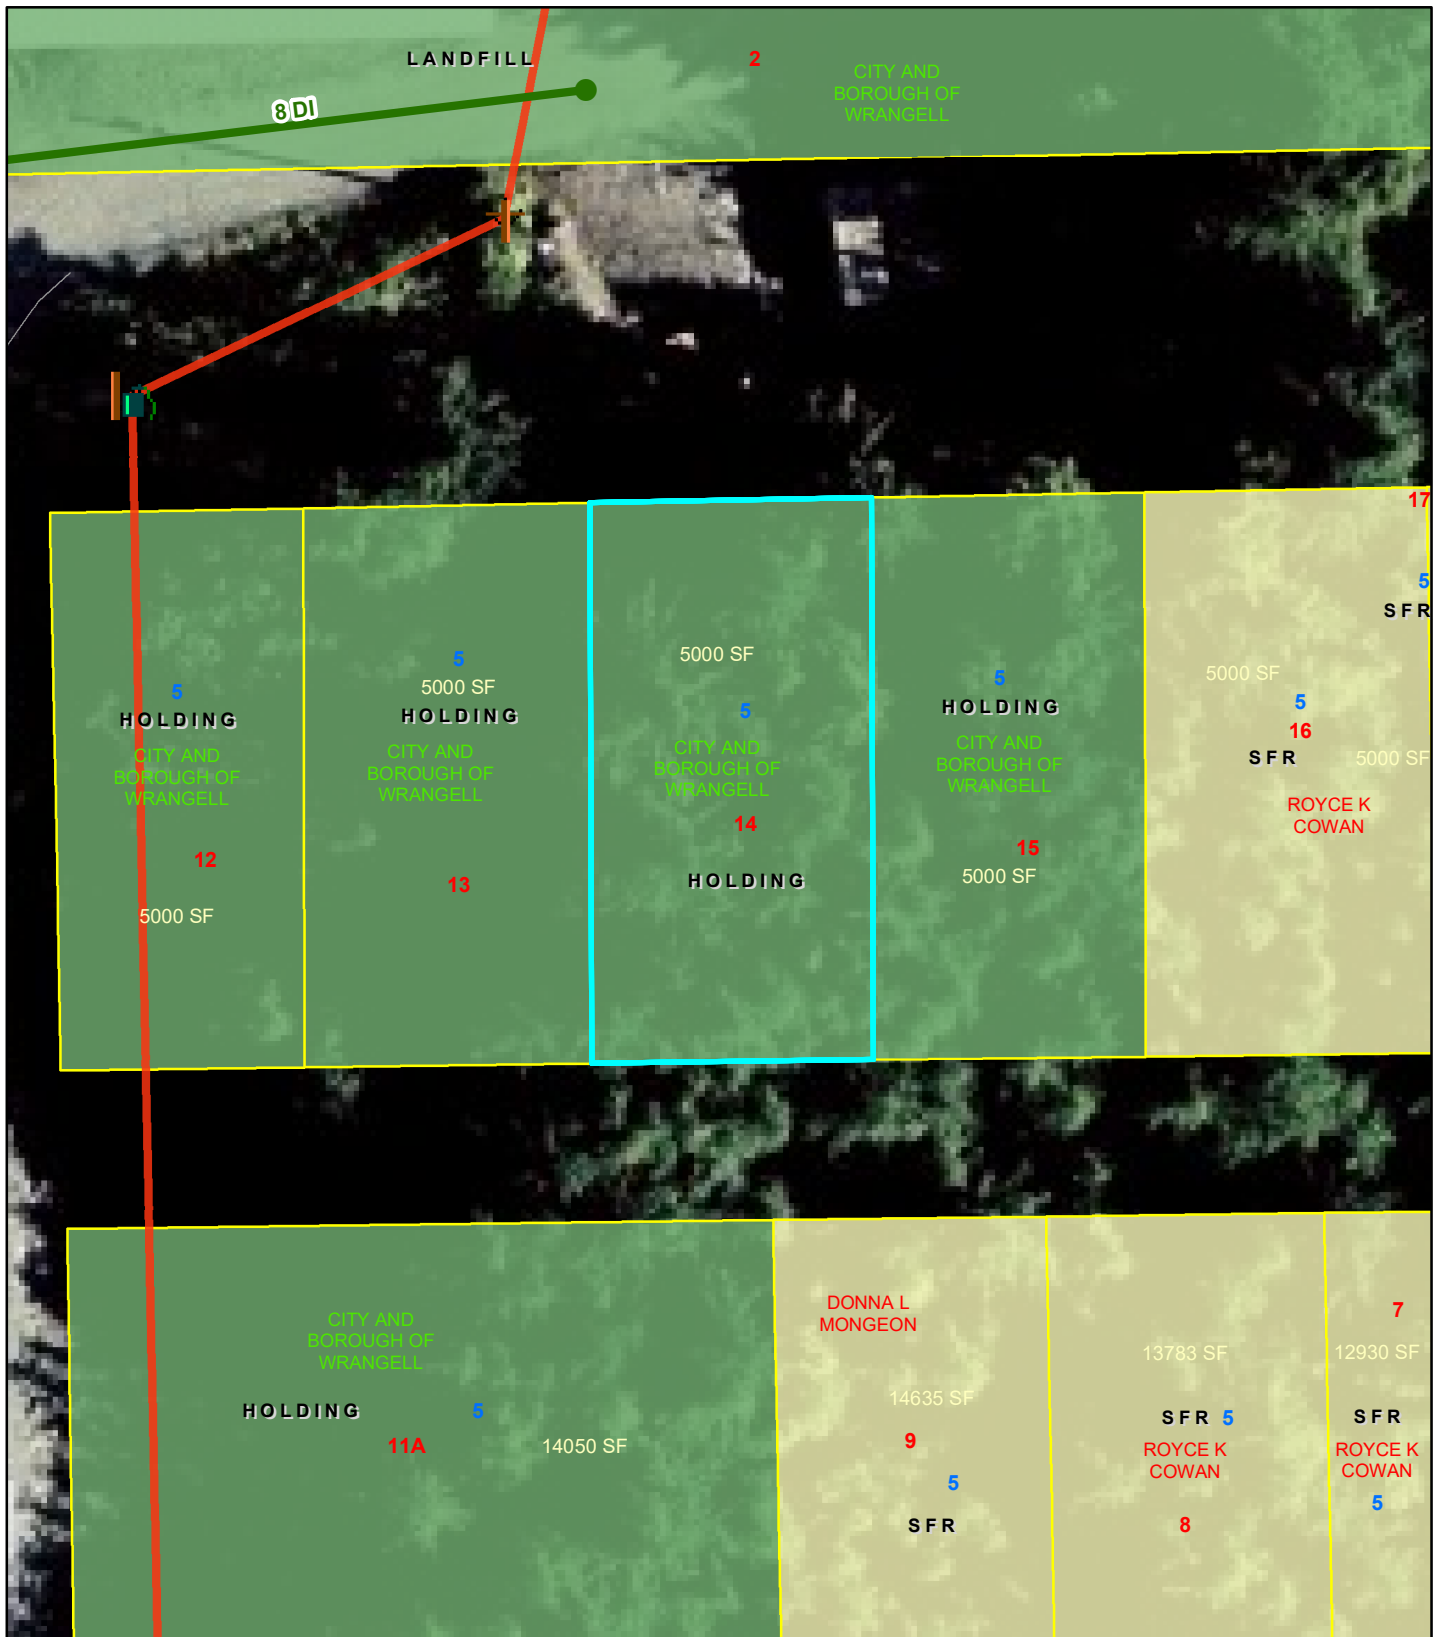 LANDFILL
2
CITY AND
BOROUGH OF
WRANGELL
8 DI
17
5
SFR
5
HOLDING
CITY AND
BOROUGH OF
WRANGELL
12
5000 SF
5
5000 SF
HOLDING
CITY AND
BOROUGH OF
WRANGELL
13
5000 SF
5
CITY AND
BOROUGH OF
WRANGELL
14
HOLDING
5
HOLDING
CITY AND
BOROUGH OF
WRANGELL
15
5000 SF
5000 SF
5
16
SFR
5000 SF
ROYCE K
COWAN
CITY AND
BOROUGH OF
WRANGELL
HOLDING
5
11A
14050 SF
DONNA L
MONGEON
14635 SF
9
5
SFR
13783 SF
SFR 5
ROYCE K
COWAN
8
7
12930 SF
SFR
ROYCE K
COWAN
5